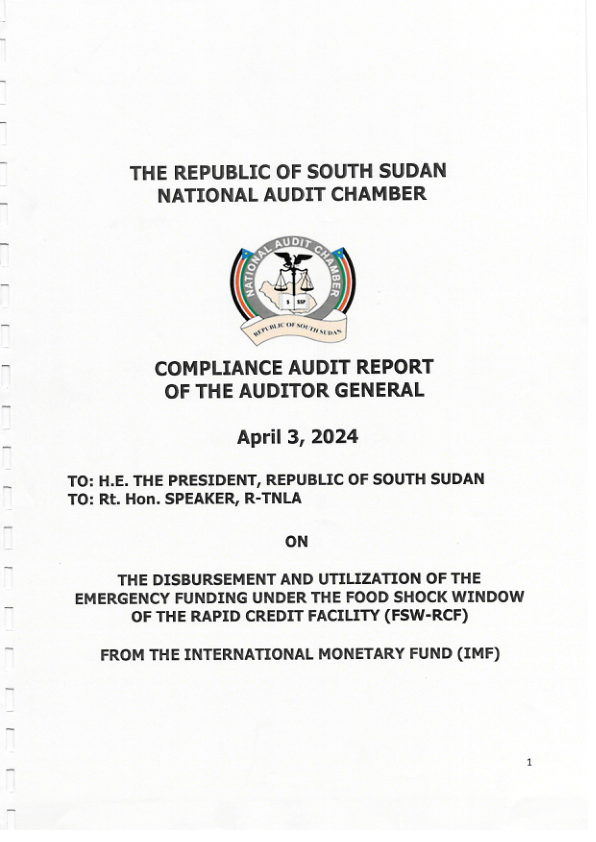 THE REPUBLIC OF SOUTH SUDAN
NATIONAL AUDIT CHAMBER
NATIONAL AUDIT CHAMBER
$ SSP
REPUBLIC OF SOUTH SUDAN
COMPLIANCE AUDIT REPORT
OF THE AUDITOR GENERAL
April 3, 2024
TO: H.E. THE PRESIDENT, REPUBLIC OF SOUTH SUDAN
TO: Rt. Hon. SPEAKER, R-TNLA
ON
THE DISBURSEMENT AND UTILIZATION OF THE
EMERGENCY FUNDING UNDER THE FOOD SHOCK WINDOW
OF THE RAPID CREDIT FACILITY (FSW-RCF)
FROM THE INTERNATIONAL MONETARY FUND (IMF)
1